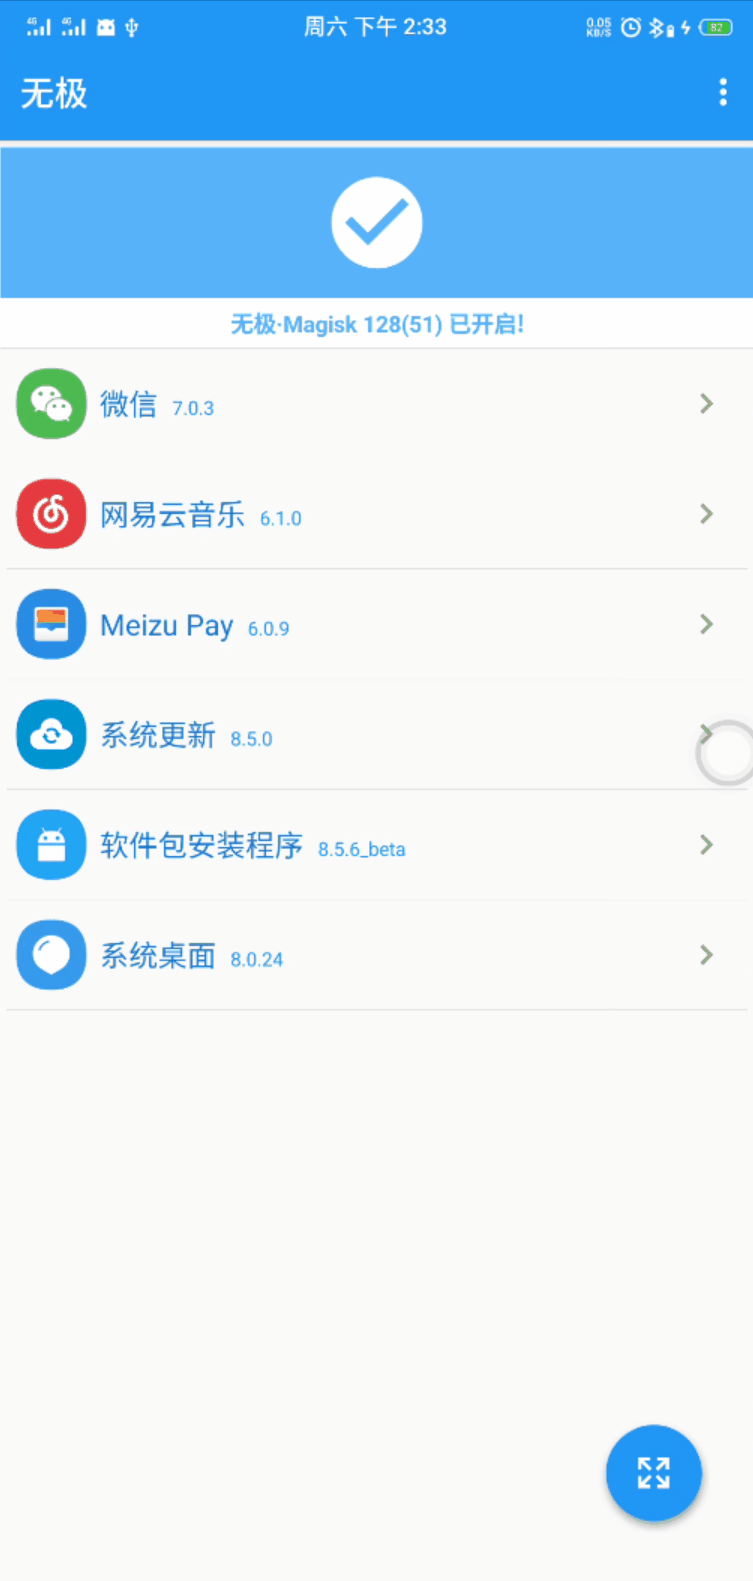 4G 4G 周六 下午 2:33 0.05 KB/S 82
无极
无极·Magisk 128(51) 已开启!
微信 7.0.3
网易云音乐 6.1.0
Meizu Pay 6.0.9
系统更新 8.5.0
软件包安装程序 8.5.6_beta
系统桌面 8.0.24